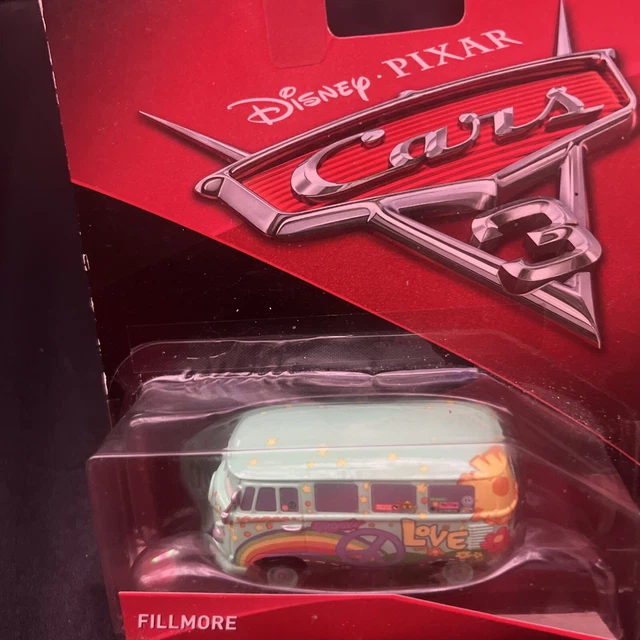 Disney · PIXAR
Cars
3
LOVE
FILLMORE